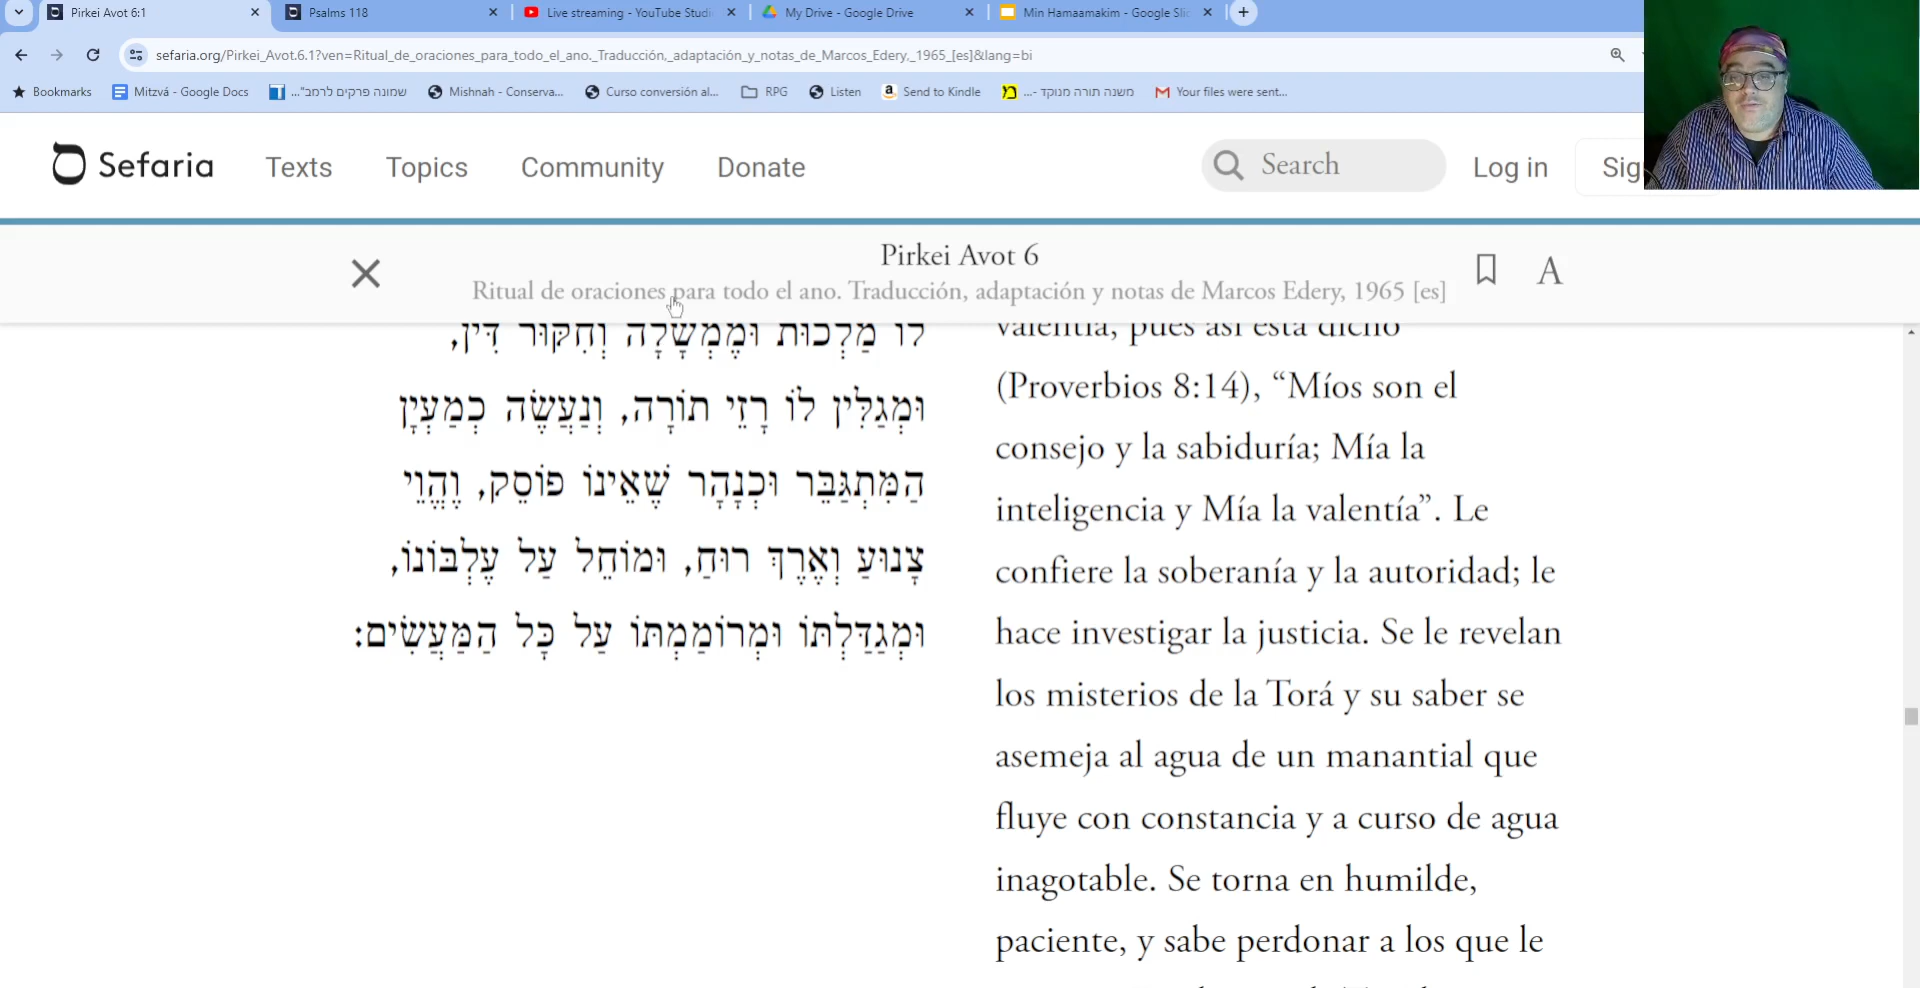 Pirkei Avot 6:1
Psalms 118
Live streaming - YouTube Studi
My Drive - Google Drive
Min Hamaamakim - Google Slid
sefaria.org/Pirkei_Avot.6.1?ven=Ritual_de_oraciones_para_todo_el_ano._Traducción,_adaptación_y_notas_de_Marcos_Edery,_1965_[es]&lang=bi
Bookmarks
Mitzvá - Google Docs
שמונה פרקים לרמב"...
Mishnah - Conserva...
Curso conversión al...
RPG
Listen
Send to Kindle
משנה תורה מנוקד -...
Your files were sent...
Sefaria
Texts
Topics
Community
Donate
Search
Log in
Sig
Pirkei Avot 6
Ritual de oraciones para todo el ano. Traducción, adaptación y notas de Marcos Edery, 1965 [es]
A
לוֹ מַלְכוּת וּמֶמְשָׁלָה וְחִקּוּר דִּין,
וּמְגַלִּין לוֹ רָזֵי תוֹרָה, וְנַעֲשֶׂה כְמַעְיָן
הַמִּתְגַּבֵּר וּכְנָהָר שֶׁאֵינוֹ פוֹסֵק, וֶהֱוֵי
צָנוּעַ וְאֶרֶךְ רוּחַ, וּמוֹחֵל עַל עֶלְבּוֹנוֹ,
וּמְגַדַּלְתּוֹ וּמְרוֹמַמְתּוֹ עַל כָּל הַמַּעֲשִׂים:
valentía, pues así está dicho
(Proverbios 8:14), “Míos son el
consejo y la sabiduría; Mía la
inteligencia y Mía la valentía”. Le
confiere la soberanía y la autoridad; le
hace investigar la justicia. Se le revelan
los misterios de la Torá y su saber se
asemeja al agua de un manantial que
fluye con constancia y a curso de agua
inagotable. Se torna en humilde,
paciente, y sabe perdonar a los que le